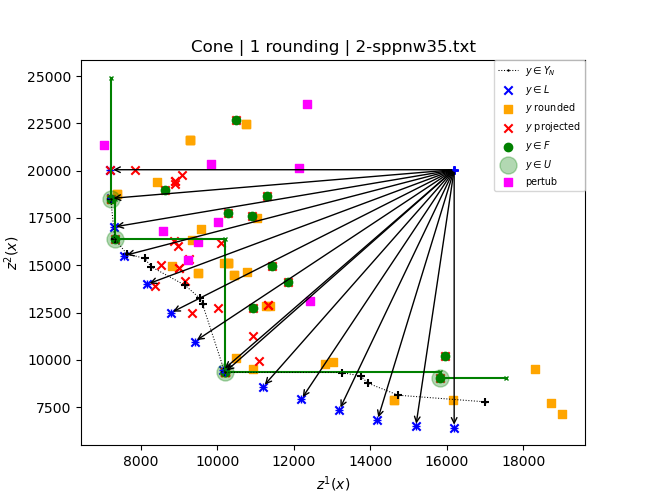 Cone | 1 rounding | 2-sppnw35.txt
25000
22500
20000
17500
15000
12500
10000
7500
z²(x)
8000 10000 12000 14000 16000 18000
z¹(x)
y ∈ Y_N
y ∈ L
y rounded
y projected
y ∈ F
y ∈ U
pertub